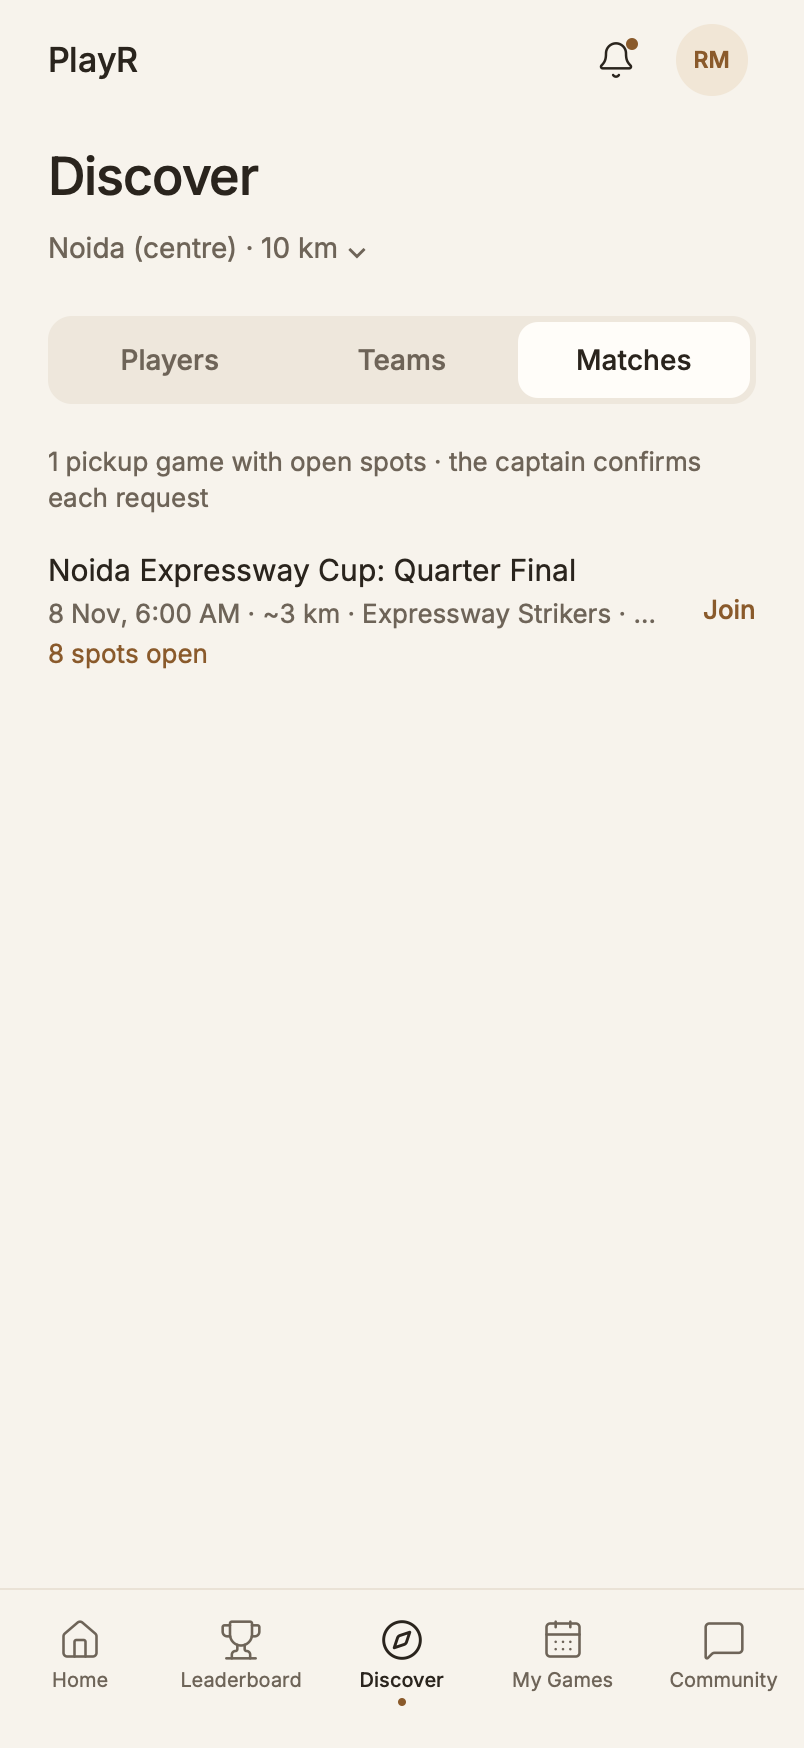 PlayR
RM
Discover
Noida (centre) · 10 km
Players
Teams
Matches
1 pickup game with open spots · the captain confirms
each request
Noida Expressway Cup: Quarter Final
8 Nov, 6:00 AM · ~3 km · Expressway Strikers · ...
Join
8 spots open
Home
Leaderboard
Discover
My Games
Community